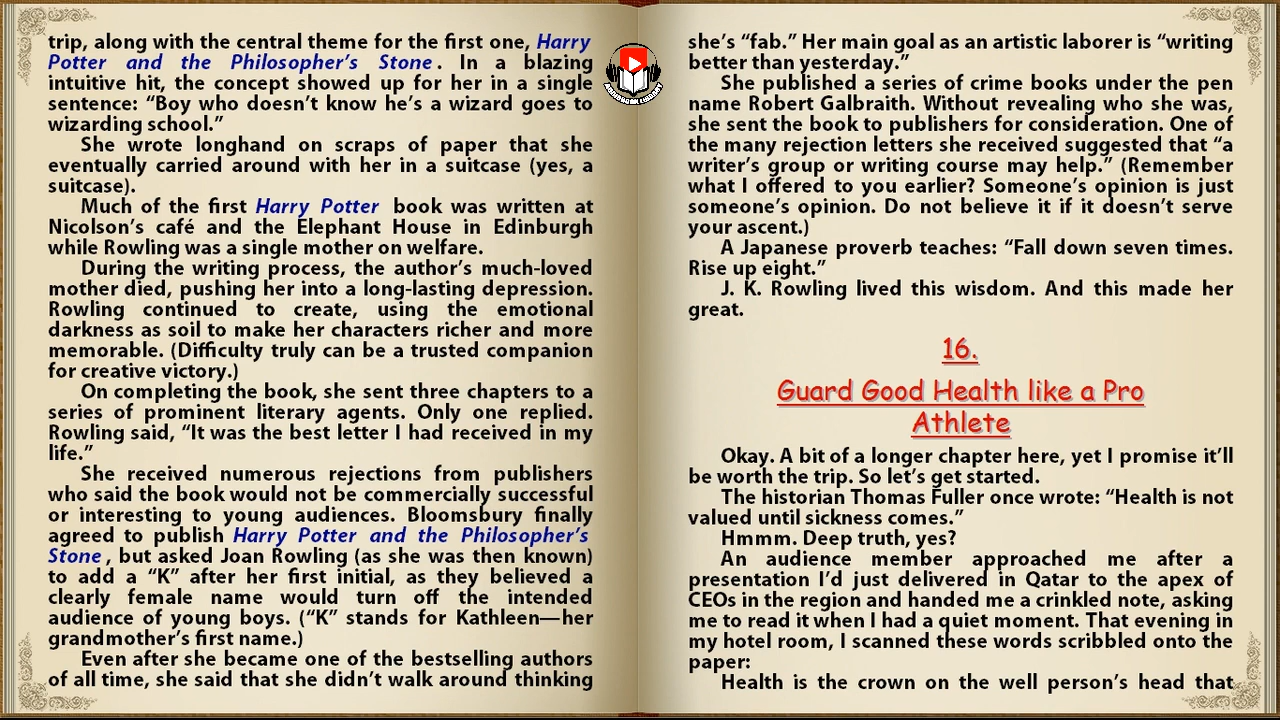 trip, along with the central theme for the first one, Harry
Potter and the Philosopher's Stone. In a blazing
intuitive hit, the concept showed up for her in a single
sentence: “Boy who doesn’t know he’s a wizard goes to
wizarding school.”
She wrote longhand on scraps of paper that she
eventually carried around with her in a suitcase (yes, a
suitcase).
Much of the first Harry Potter book was written at
Nicolson’s café and the Elephant House in Edinburgh
while Rowling was a single mother on welfare.
During the writing process, the author’s much-loved
mother died, pushing her into a long-lasting depression.
Rowling continued to create, using the emotional
darkness as soil to make her characters richer and more
memorable. (Difficulty truly can be a trusted companion
for creative victory.)
On completing the book, she sent three chapters to a
series of prominent literary agents. Only one replied.
Rowling said, “It was the best letter I had received in my
life.”
She received numerous rejections from publishers
who said the book would not be commercially successful
or interesting to young audiences. Bloomsbury finally
agreed to publish Harry Potter and the Philosopher’s
Stone, but asked Joan Rowling (as she was then known)
to add a “K” after her first initial, as they believed a
clearly female name would turn off the intended
audience of young boys. (“K” stands for Kathleen—her
grandmother’s first name.)
Even after she became one of the bestselling authors
of all time, she said that she didn’t walk around thinking
she’s “fab.” Her main goal as an artistic laborer is “writing
better than yesterday.”
She published a series of crime books under the pen
name Robert Galbraith. Without revealing who she was,
she sent the book to publishers for consideration. One of
the many rejection letters she received suggested that “a
writer’s group or writing course may help.” (Remember
what I offered to you earlier? Someone’s opinion is just
someone’s opinion. Do not believe it if it doesn’t serve
your ascent.)
A Japanese proverb teaches: “Fall down seven times.
Rise up eight.”
J. K. Rowling lived this wisdom. And this made her
great.
16.
Guard Good Health like a Pro
Athlete
Okay. A bit of a longer chapter here, yet I promise it’ll
be worth the trip. So let’s get started.
The historian Thomas Fuller once wrote: “Health is not
valued until sickness comes.”
Hmmm. Deep truth, yes?
An audience member approached me after a
presentation I’d just delivered in Qatar to the apex of
CEOs in the region and handed me a crinkled note, asking
me to read it when I had a quiet moment. That evening in
my hotel room, I scanned these words scribbled onto the
paper:
Health is the crown on the well person’s head that